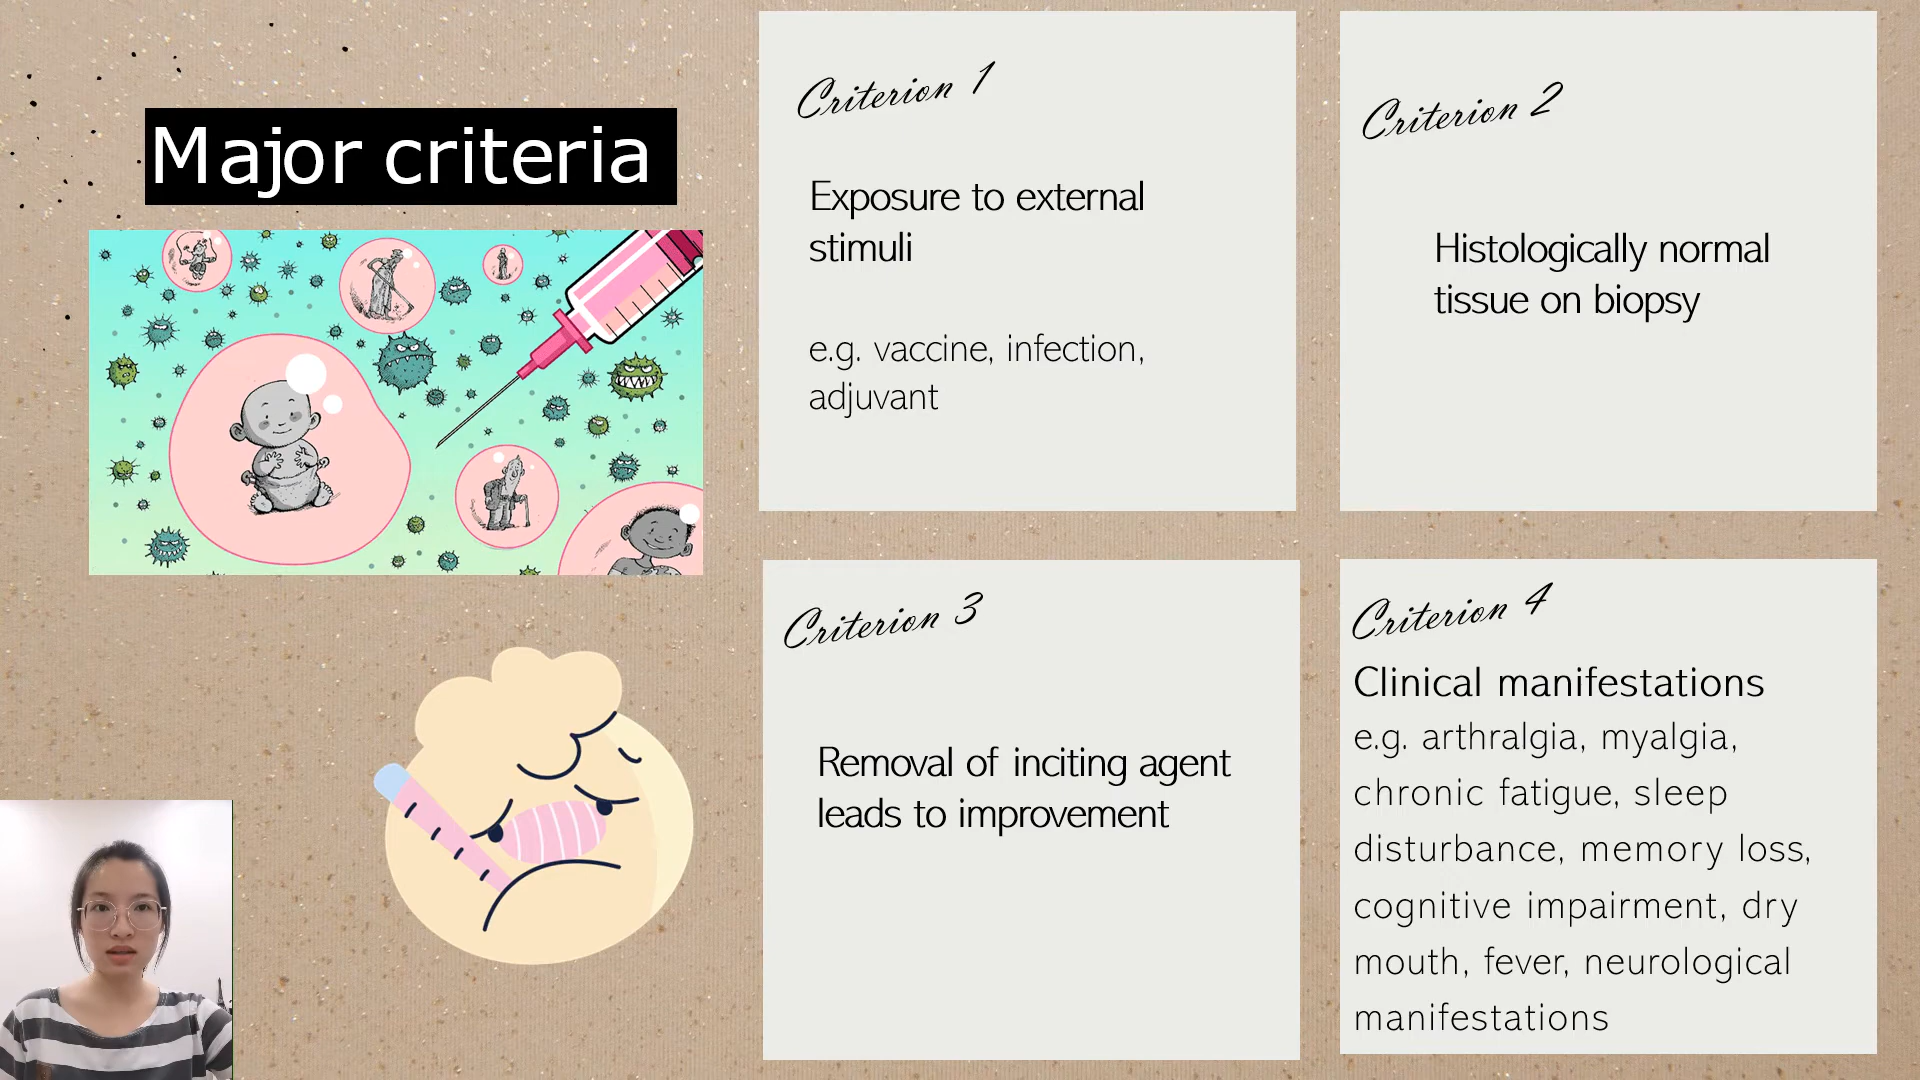 Major criteria
Criterion 1
Exposure to external
stimuli
e.g. vaccine, infection,
adjuvant
Criterion 2
Histologically normal
tissue on biopsy
Criterion 3
Removal of inciting agent
leads to improvement
Criterion 4
Clinical manifestations
e.g. arthralgia, myalgia,
chronic fatigue, sleep
disturbance, memory loss,
cognitive impairment, dry
mouth, fever, neurological
manifestations